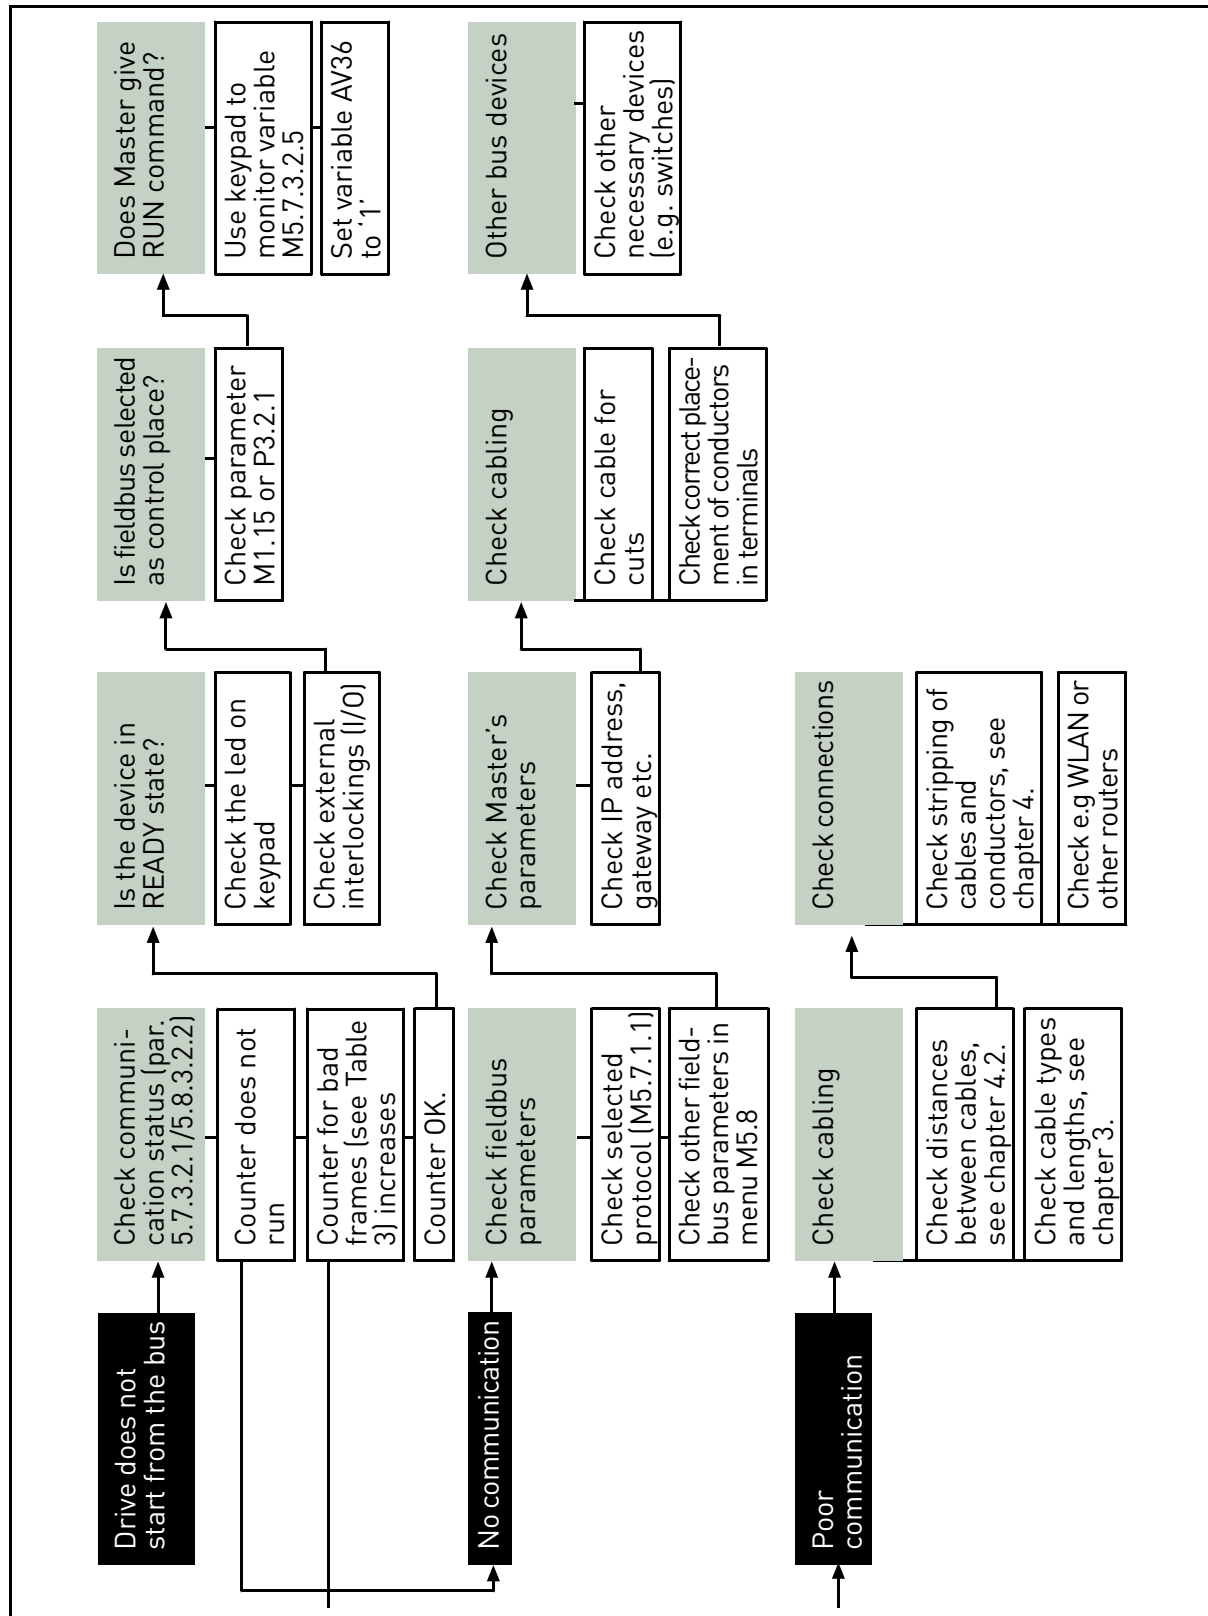 Drive does not
start from the bus
Check communi-
cation status (par.
5.7.3.2.1/5.8.3.2.2)
Counter does not
run
Counter for bad
frames (see Table
3) increases
Counter OK.
Is the device in
READY state?
Check the led on
keypad
Check external
interlockings (I/O)
Is fieldbus selected
as control place?
Check parameter
M1.15 or P3.2.1
Does Master give
RUN command?
Use keypad to
monitor variable
M5.7.3.2.5
Set variable AV36
to ‘1’
No communication
Check fieldbus
parameters
Check selected
protocol (M5.7.1.1)
Check other field-
bus parameters in
menu M5.8
Check Master’s
parameters
Check IP address,
gateway etc.
Check cabling
Check cable for
cuts
Check correct place-
ment of conductors
in terminals
Other bus devices
Check other
necessary devices
(e.g. switches)
Poor
communication
Check cabling
Check distances
between cables,
see chapter 4.2.
Check cable types
and lengths, see
chapter 3.
Check connections
Check stripping of
cables and
conductors, see
chapter 4.
Check e.g WLAN or
other routers